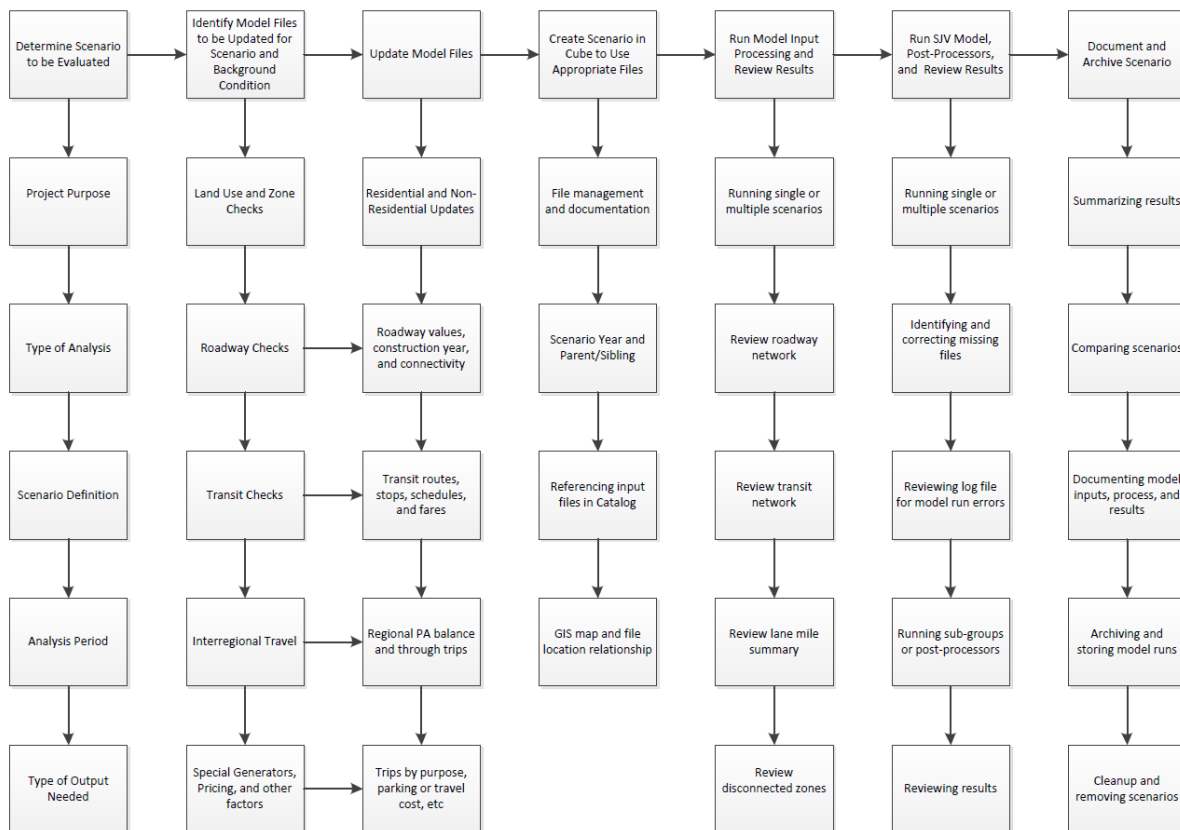 Determine Scenario
to be Evaluated
Identify Model Files
to be Updated for
Scenario and
Background
Condition
Update Model Files
Create Scenario in
Cube to Use
Appropriate Files
Run Model Input
Processing and
Review Results
Run SJV Model,
Post-Processors,
and Review Results
Document and
Archive Scenario
Project Purpose
Land Use and Zone
Checks
Residential and Non-
Residential Updates
File management
and documentation
Running single or
multiple scenarios
Running single or
multiple scenarios
Summarizing results
Type of Analysis
Roadway Checks
Roadway values,
construction year,
and connectivity
Scenario Year and
Parent/Sibling
Review roadway
network
Identifying and
correcting missing
files
Comparing scenarios
Scenario Definition
Transit Checks
Transit routes,
stops, schedules,
and fares
Referencing input
files in Catalog
Review transit
network
Reviewing log file
for model run errors
Documenting model
inputs, process, and
results
Analysis Period
Interregional Travel
Regional PA balance
and through trips
GIS map and file
location relationship
Review lane mile
summary
Running sub-groups
or post-processors
Archiving and
storing model runs
Type of Output
Needed
Special Generators,
Pricing, and other
factors
Trips by purpose,
parking or travel
cost, etc
Review
disconnected zones
Reviewing results
Cleanup and
removing scenarios